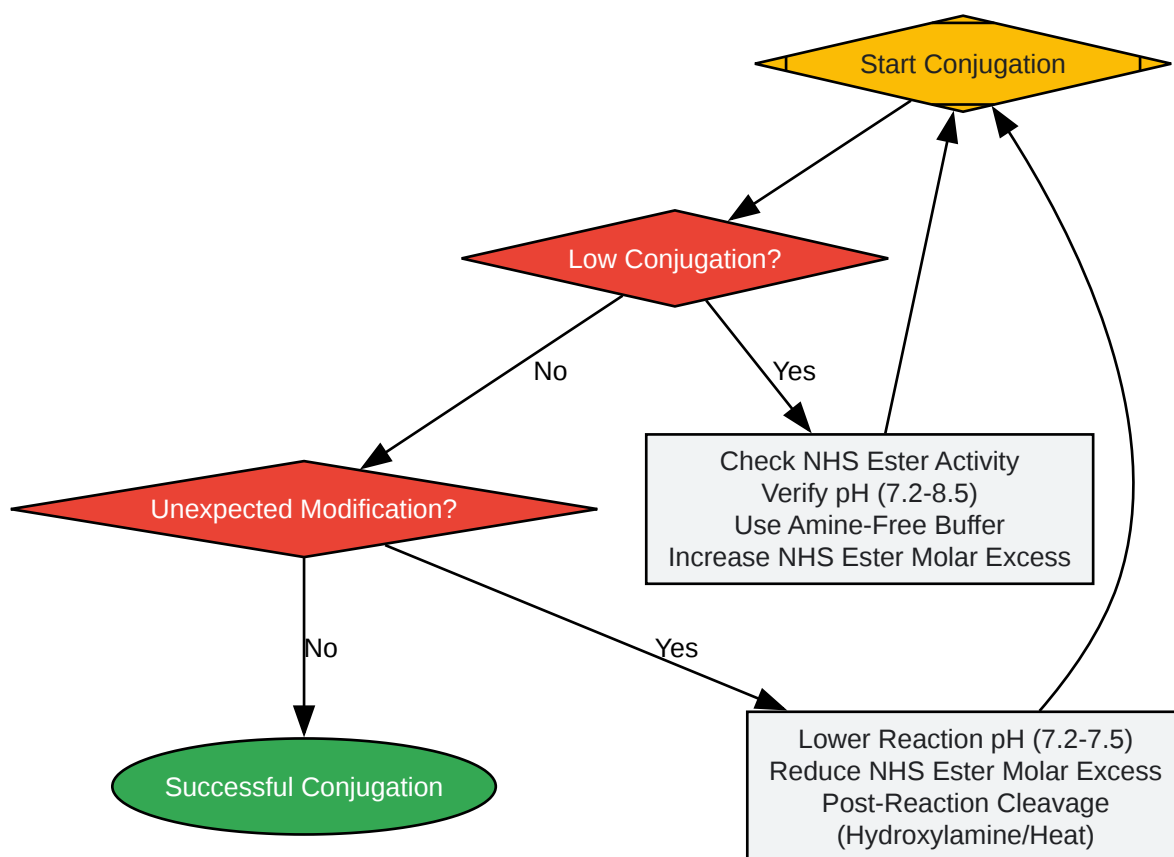 Start Conjugation
Low Conjugation?
No
Yes
Check NHS Ester Activity
Verify pH (7.2-8.5)
Use Amine-Free Buffer
Increase NHS Ester Molar Excess
Unexpected Modification?
No
Yes
Successful Conjugation
Lower Reaction pH (7.2-7.5)
Reduce NHS Ester Molar Excess
Post-Reaction Cleavage
(Hydroxylamine/Heat)